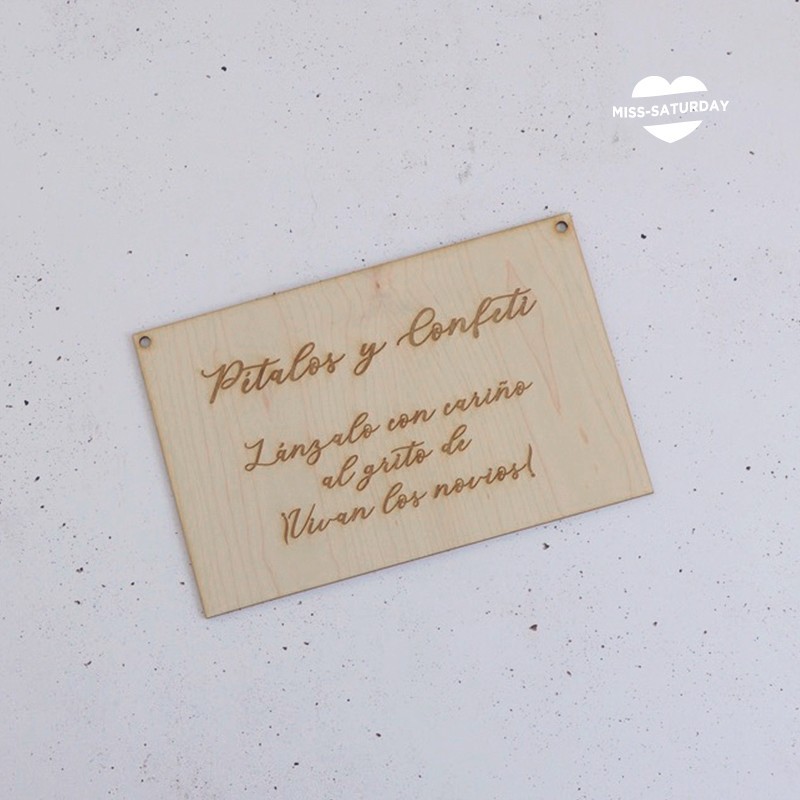 MISS-SATURDAY
Pétalos y Confeti
Lánzalo con cariño
al grito de
¡Vivan los novios!